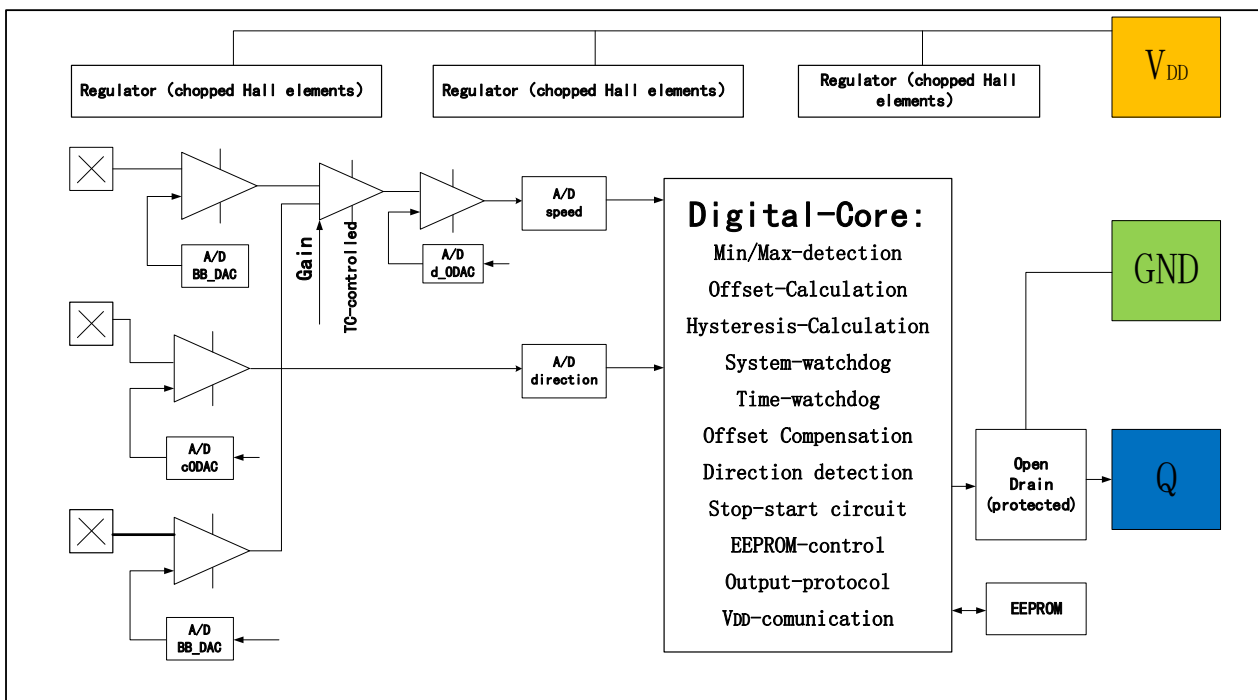 Regulator (chopped Hall elements)
Regulator (chopped Hall elements)
Regulator (chopped Hall
elements)
VDD
A/D
BB_DAC
Gain
TC-controlled
A/D
d_ODAC
A/D
speed
A/D
cODAC
A/D
direction
A/D
BB_DAC
Digital-Core:
Min/Max-detection
Offset-Calculation
Hysteresis-Calculation
System-watchdog
Time-watchdog
Offset Compensation
Direction detection
Stop-start circuit
EEPROM-control
Output-protocol
VDD-comunication
GND
Open
Drain
(protected)
Q
EEPROM